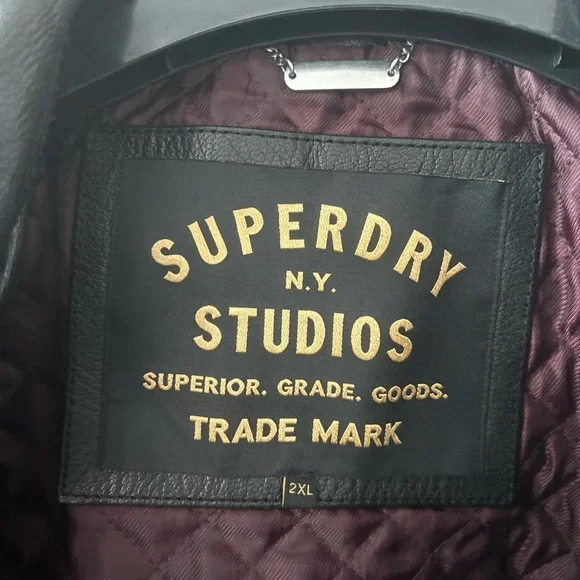 SUPERDRY
N.Y.
STUDIOS
SUPERIOR. GRADE. GOODS.
TRADE MARK
2XL